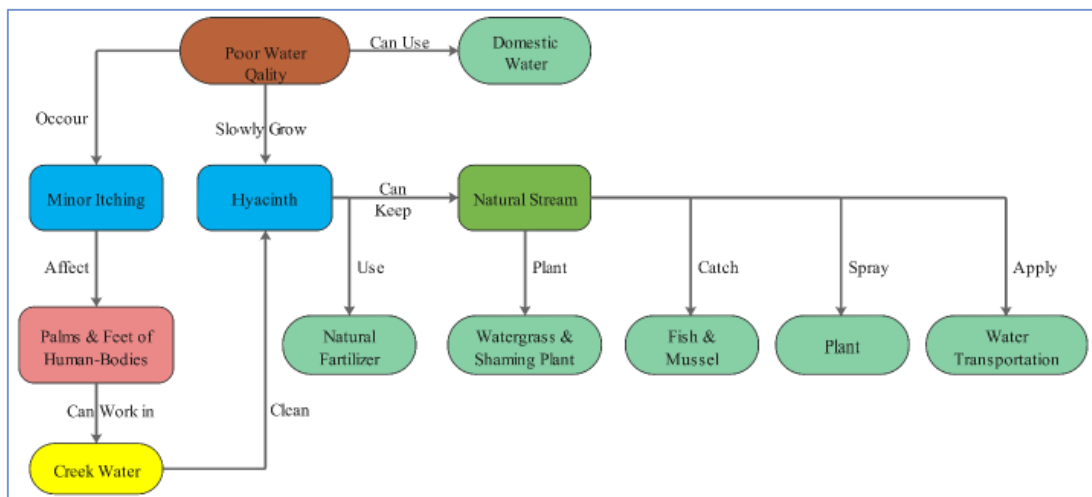 Poor Water
Qality
Can Use
Domestic
Water
Occour
Slowly Grow
Minor Itching
Hyacinth
Can
Keep
Natural Stream
Affect
Use
Plant
Catch
Spray
Apply
Palms & Feet of
Human-Bodies
Natural
Fartilizer
Watergrass &
Shaming Plant
Fish &
Mussel
Plant
Water
Transportation
Can Work in
Clean
Creek Water